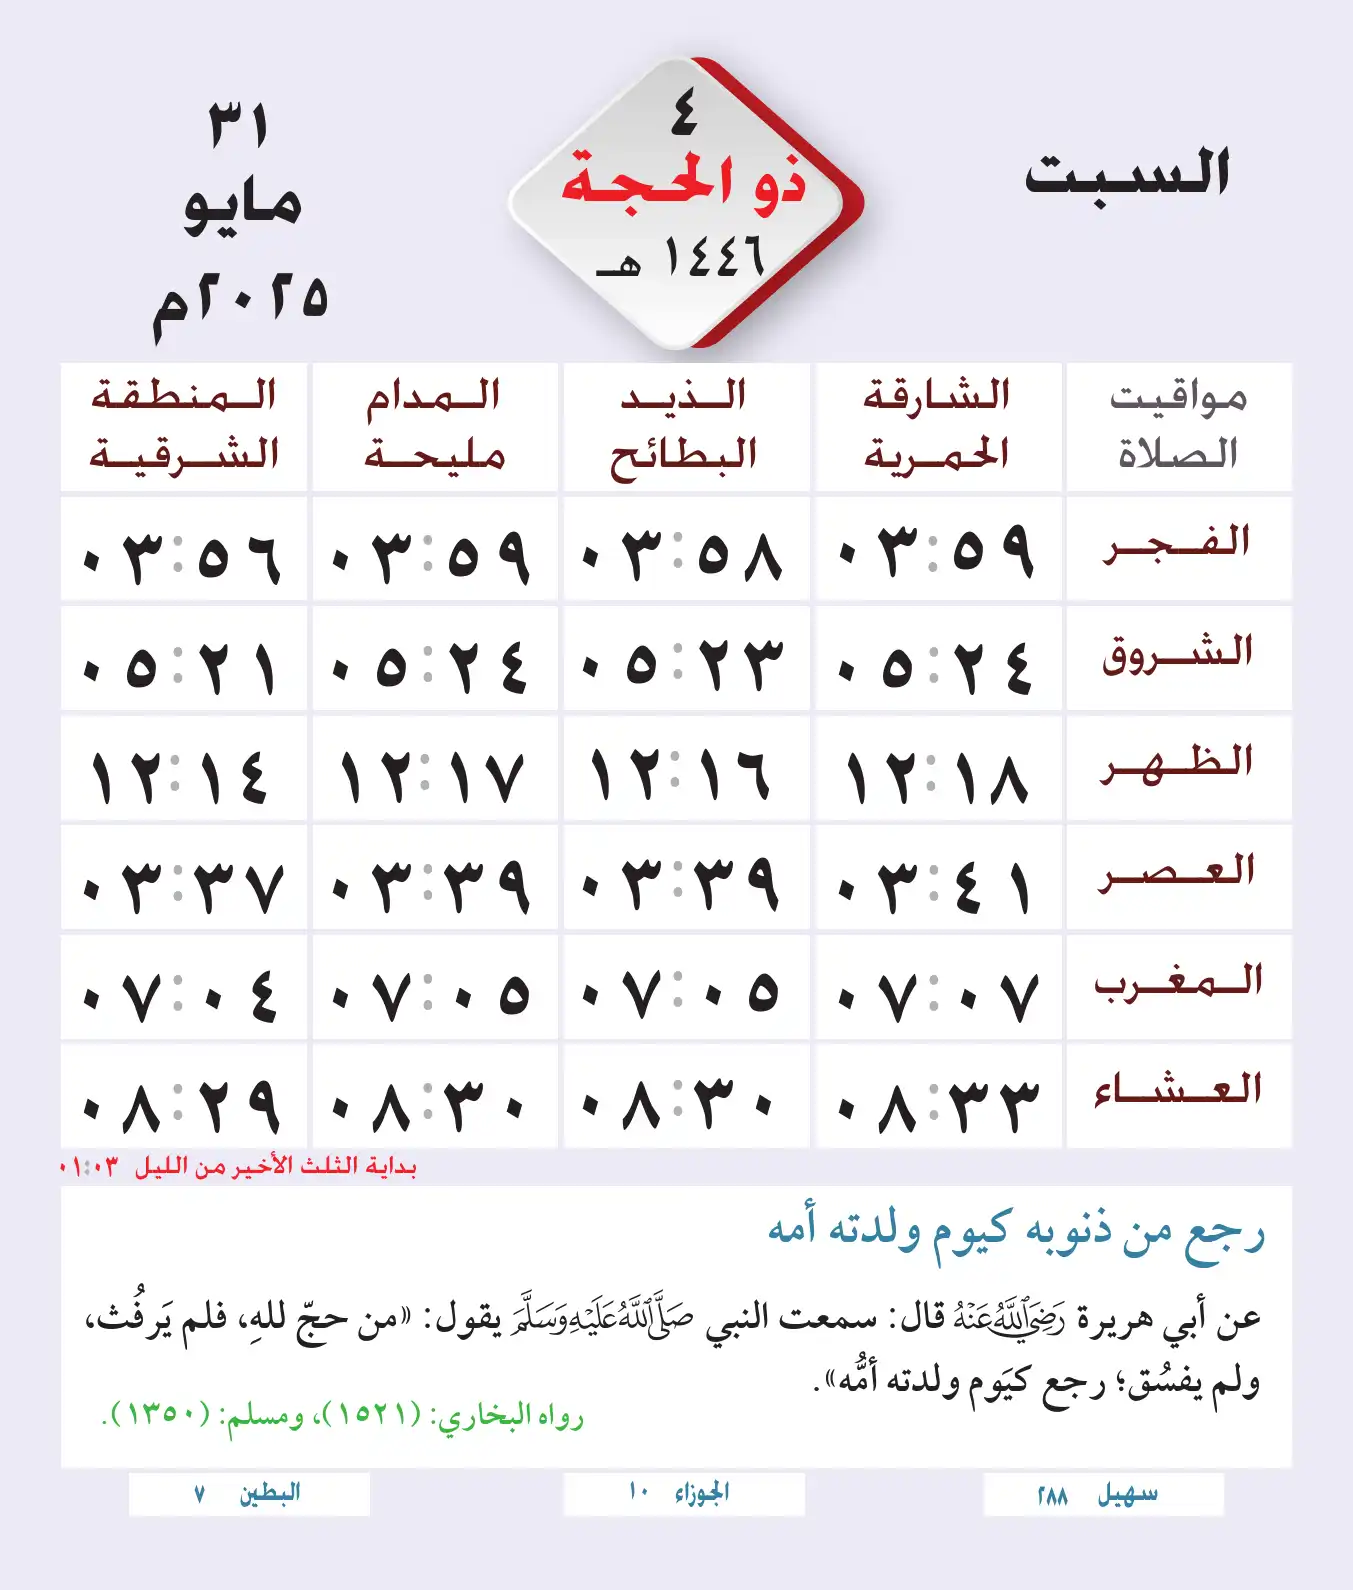 السبت
٤
ذو الحجة
١٤٤٦ هـ
٣١
مايو
٢٠٢٥م
مواقيت الصلاة
الشارقة الحمرية
الذيد البطائح
المدام مليحة
المنطقة الشرقية
الفجر ٠٣:٥٩ ٠٣:٥٨ ٠٣:٥٩ ٠٣:٥٦
الشروق ٠٥:٢٤ ٠٥:٢٣ ٠٥:٢٤ ٠٥:٢١
الظهر ١٢:١٨ ١٢:١٦ ١٢:١٧ ١٢:١٤
العصر ٠٣:٤١ ٠٣:٣٩ ٠٣:٣٩ ٠٣:٣٧
المغرب ٠٧:٠٧ ٠٧:٠٥ ٠٧:٠٥ ٠٧:٠٤
العشاء ٠٨:٣٣ ٠٨:٣٠ ٠٨:٣٠ ٠٨:٢٩
بداية الثلث الأخير من الليل ٠١:٠٣
رجع من ذنوبه كيوم ولدته أمه
عن أبي هريرة رَضِيَ اللَّهُ عَنْهُ قال: سمعت النبي صَلَّى اللَّهُ عَلَيْهِ وَسَلَّمَ يقول: «من حجّ للهِ، فلم يَرفُث،
ولم يفسُق؛ رجع كيَوم ولدته أمُّه».
رواه البخاري: (١٥٢١)، ومسلم: (١٣٥٠).
سهيل ٢٨٨
الجوزاء ١٠
البطين ٧